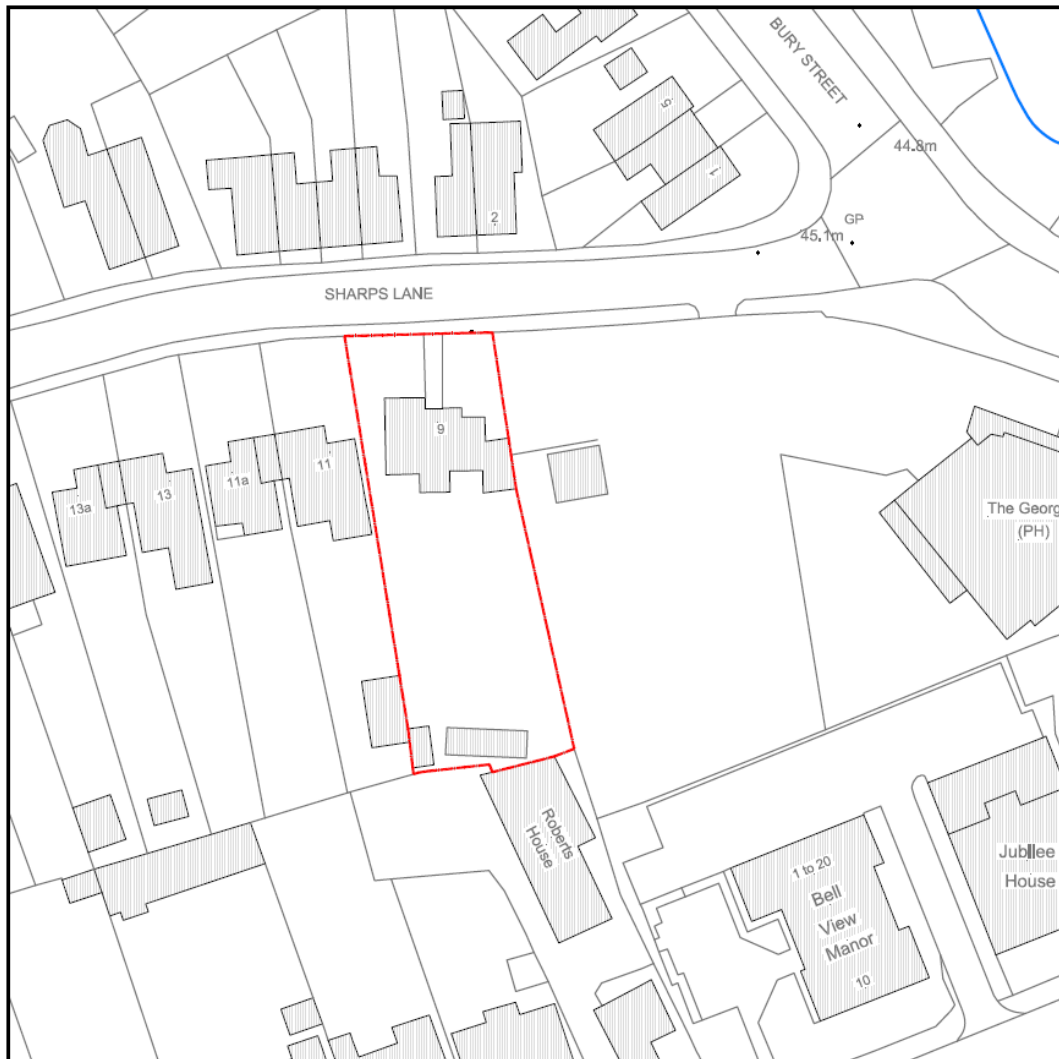 BURY STREET
5
1
44.8m
GP
45.1m
2
SHARPS LANE
9
11
11a
13
13a
The Georg
(PH)
Roberts
House
1 to 20
Bell
View
Manor
10
Jubilee
House